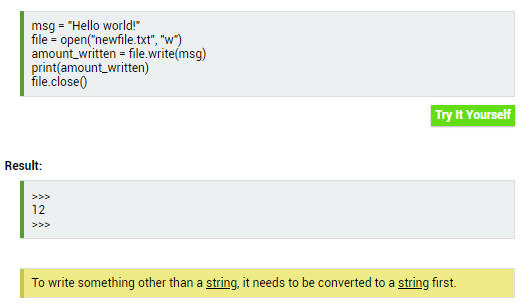 msg = "Hello world!"
file = open("newfile.txt", "w")
amount_written = file.write(msg)
print(amount_written)
file.close()
Try It Yourself
Result:
>>>
12
>>>
To write something other than a string, it needs to be converted to a string first.